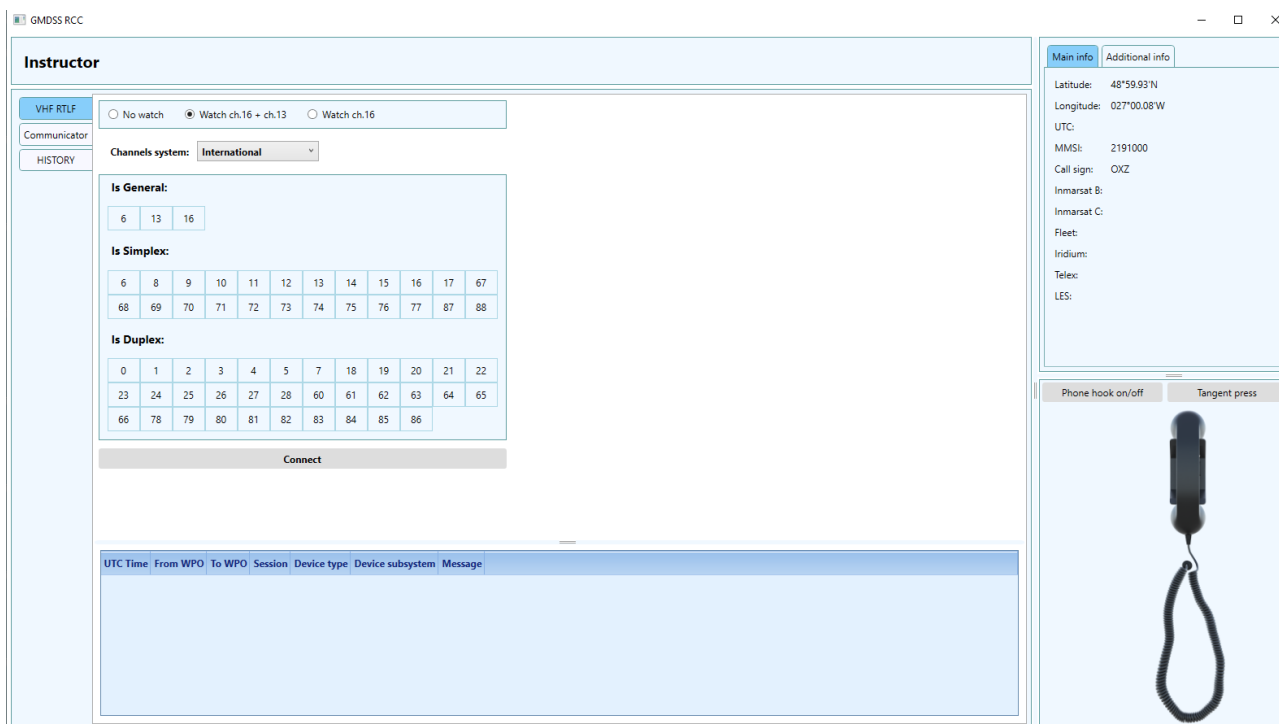 GMDSS RCC
Instructor
VHF RTLF
Communicator
HISTORY
No watch Watch ch.16 + ch.13 Watch ch.16
Channels system: International
Is General:
6 13 16
Is Simplex:
6 8 9 10 11 12 13 14 15 16 17 67
68 69 70 71 72 73 74 75 76 77 87 88
Is Duplex:
0 1 2 3 4 5 7 18 19 20 21 22
23 24 25 26 27 28 60 61 62 63 64 65
66 78 79 80 81 82 83 84 85 86
Connect
UTC Time From WPO To WPO Session Device type Device subsystem Message
Main info Additional info
Latitude: 48°59.93'N
Longitude: 027°00.08'W
UTC:
MMSI: 2191000
Call sign: OXZ
Inmarsat B:
Inmarsat C:
Fleet:
Iridium:
Telex:
LES:
Phone hook on/off Tangent press